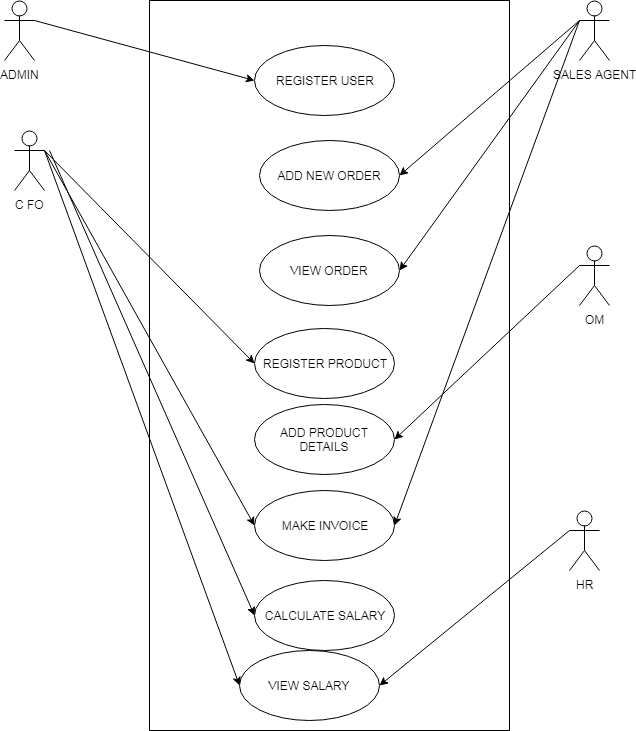 ADMIN
SALES AGENT
REGISTER USER
C FO
ADD NEW ORDER
VIEW ORDER
OM
REGISTER PRODUCT
ADD PRODUCT
DETAILS
MAKE INVOICE
HR
CALCULATE SALARY
VIEW SALARY